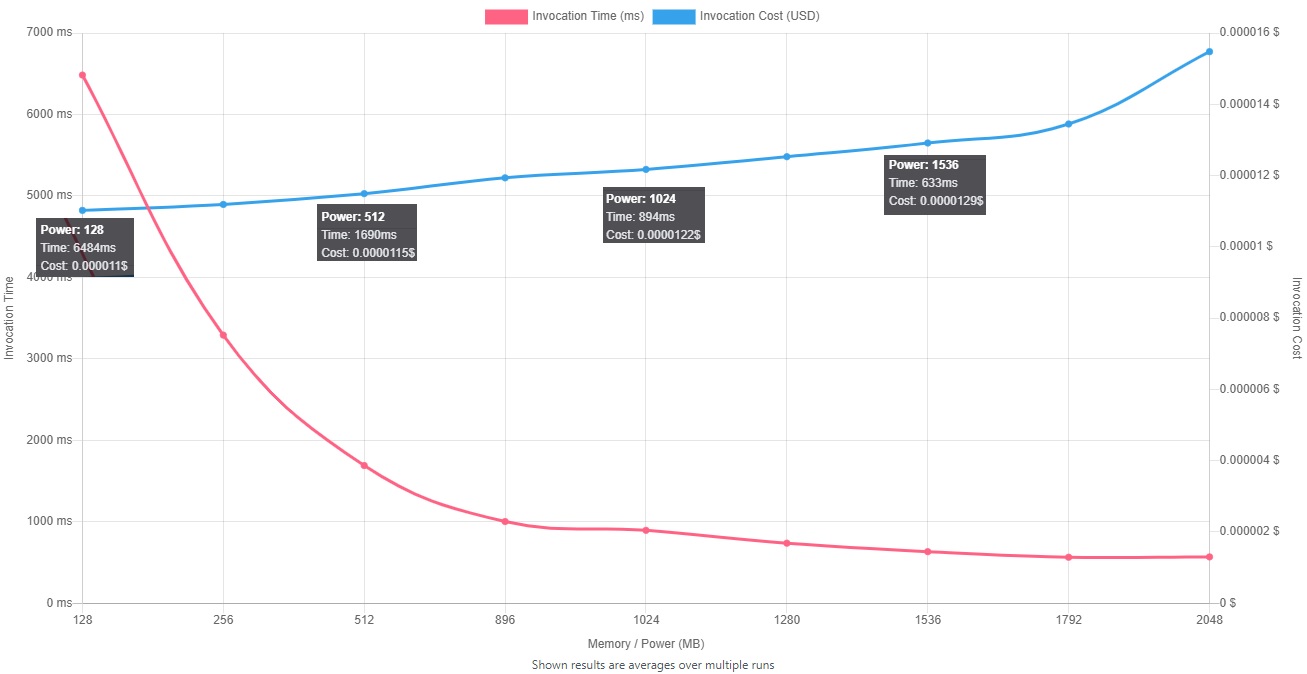 Invocation Time (ms) Invocation Cost (USD)
7000 ms
6000 ms
5000 ms
4000 ms
3000 ms
2000 ms
1000 ms
0 ms
Invocation Time
0.000016 $
0.000014 $
0.000012 $
0.00001 $
0.000008 $
0.000006 $
0.000004 $
0.000002 $
0 $
Invocation Cost
Power: 128
Time: 6484ms
Cost: 0.000011$
Power: 512
Time: 1690ms
Cost: 0.0000115$
Power: 1024
Time: 894ms
Cost: 0.0000122$
Power: 1536
Time: 633ms
Cost: 0.0000129$
128 256 512 896 1024 1280 1536 1792 2048
Memory / Power (MB)
Shown results are averages over multiple runs